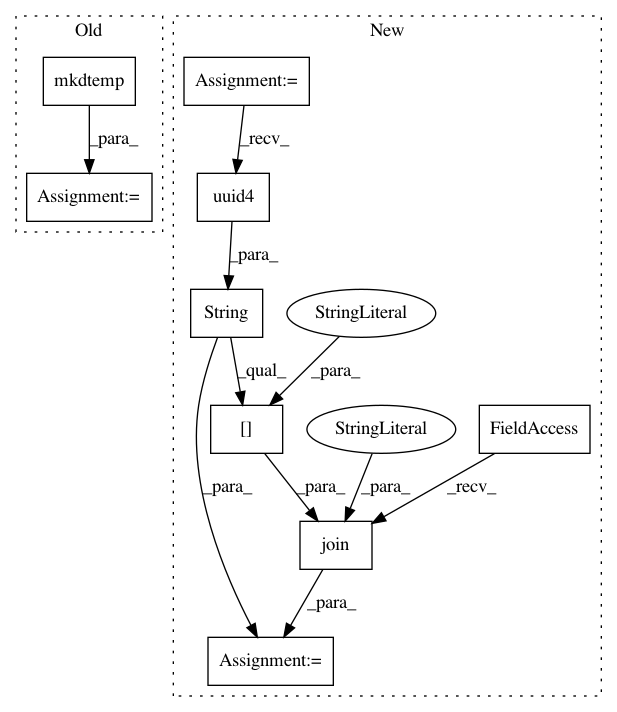 Old
New
mkdtemp
Assignment:=
_para_
_recv_
Assignment:=
uuid4
_para_
String
StringLiteral
_qual_
_para_
[]
StringLiteral
FieldAccess
_para_
_para_
_para_
_recv_
join
_para_
Assignment:=